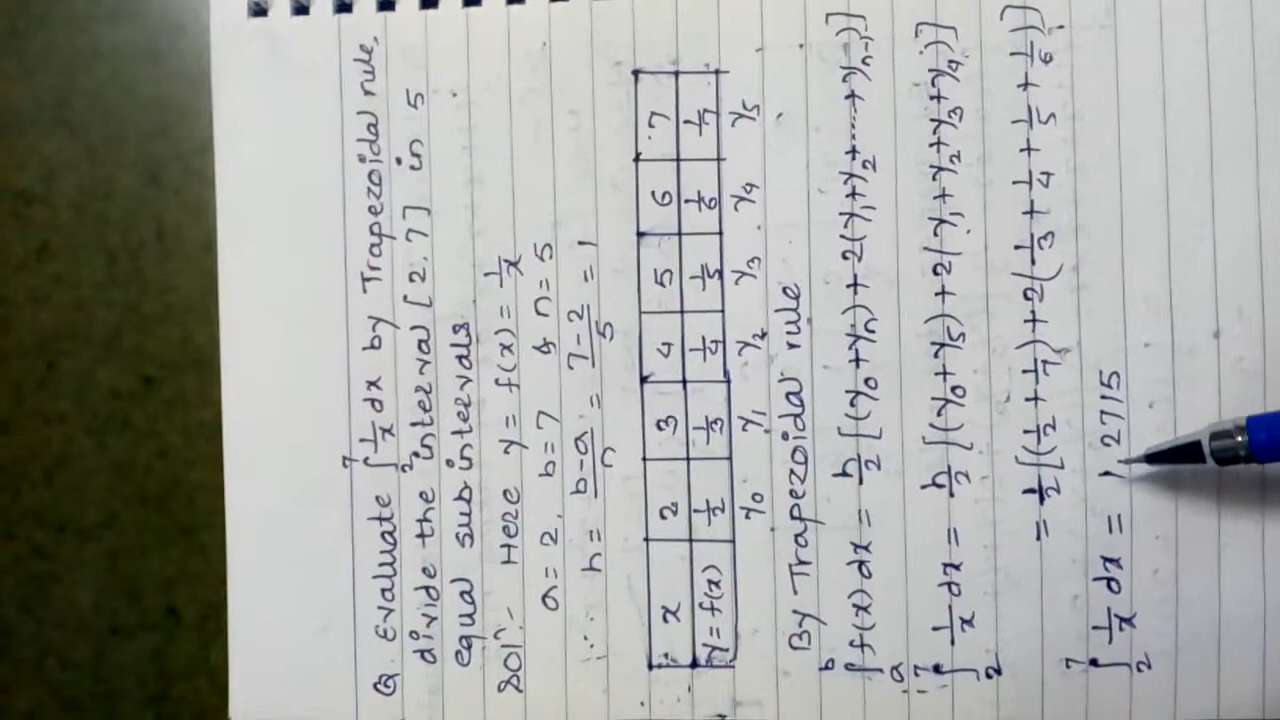 Q. Evaluate ∫₂⁷ 1/x dx by Trapezoidal rule,
divide the interval [2,7] in 5
equal sub intervals
Solⁿ:- Here y = f(x) = 1/x
a = 2, b = 7 & n = 5
∴ h = (b-a)/n = (7-2)/5 = 1
x 2 3 4 5 6 7
y = f(x) 1/2 1/3 1/4 1/5 1/6 1/7
y₀ y₁ y₂ y₃ y₄ y₅
By Trapezoidal rule
∫ₐᵇ f(x) dx = h/2 [(y₀+yₙ)+2(y₁+y₂+......+yₙ₋₁)]
∫₂⁷ 1/x dx = h/2 [(y₀+y₅)+2(y₁+y₂+y₃+y₄)]
= 1/2 [(1/2+1/7)+2(1/3+1/4+1/5+1/6)]
∫₂⁷ 1/x dx = 1.2715